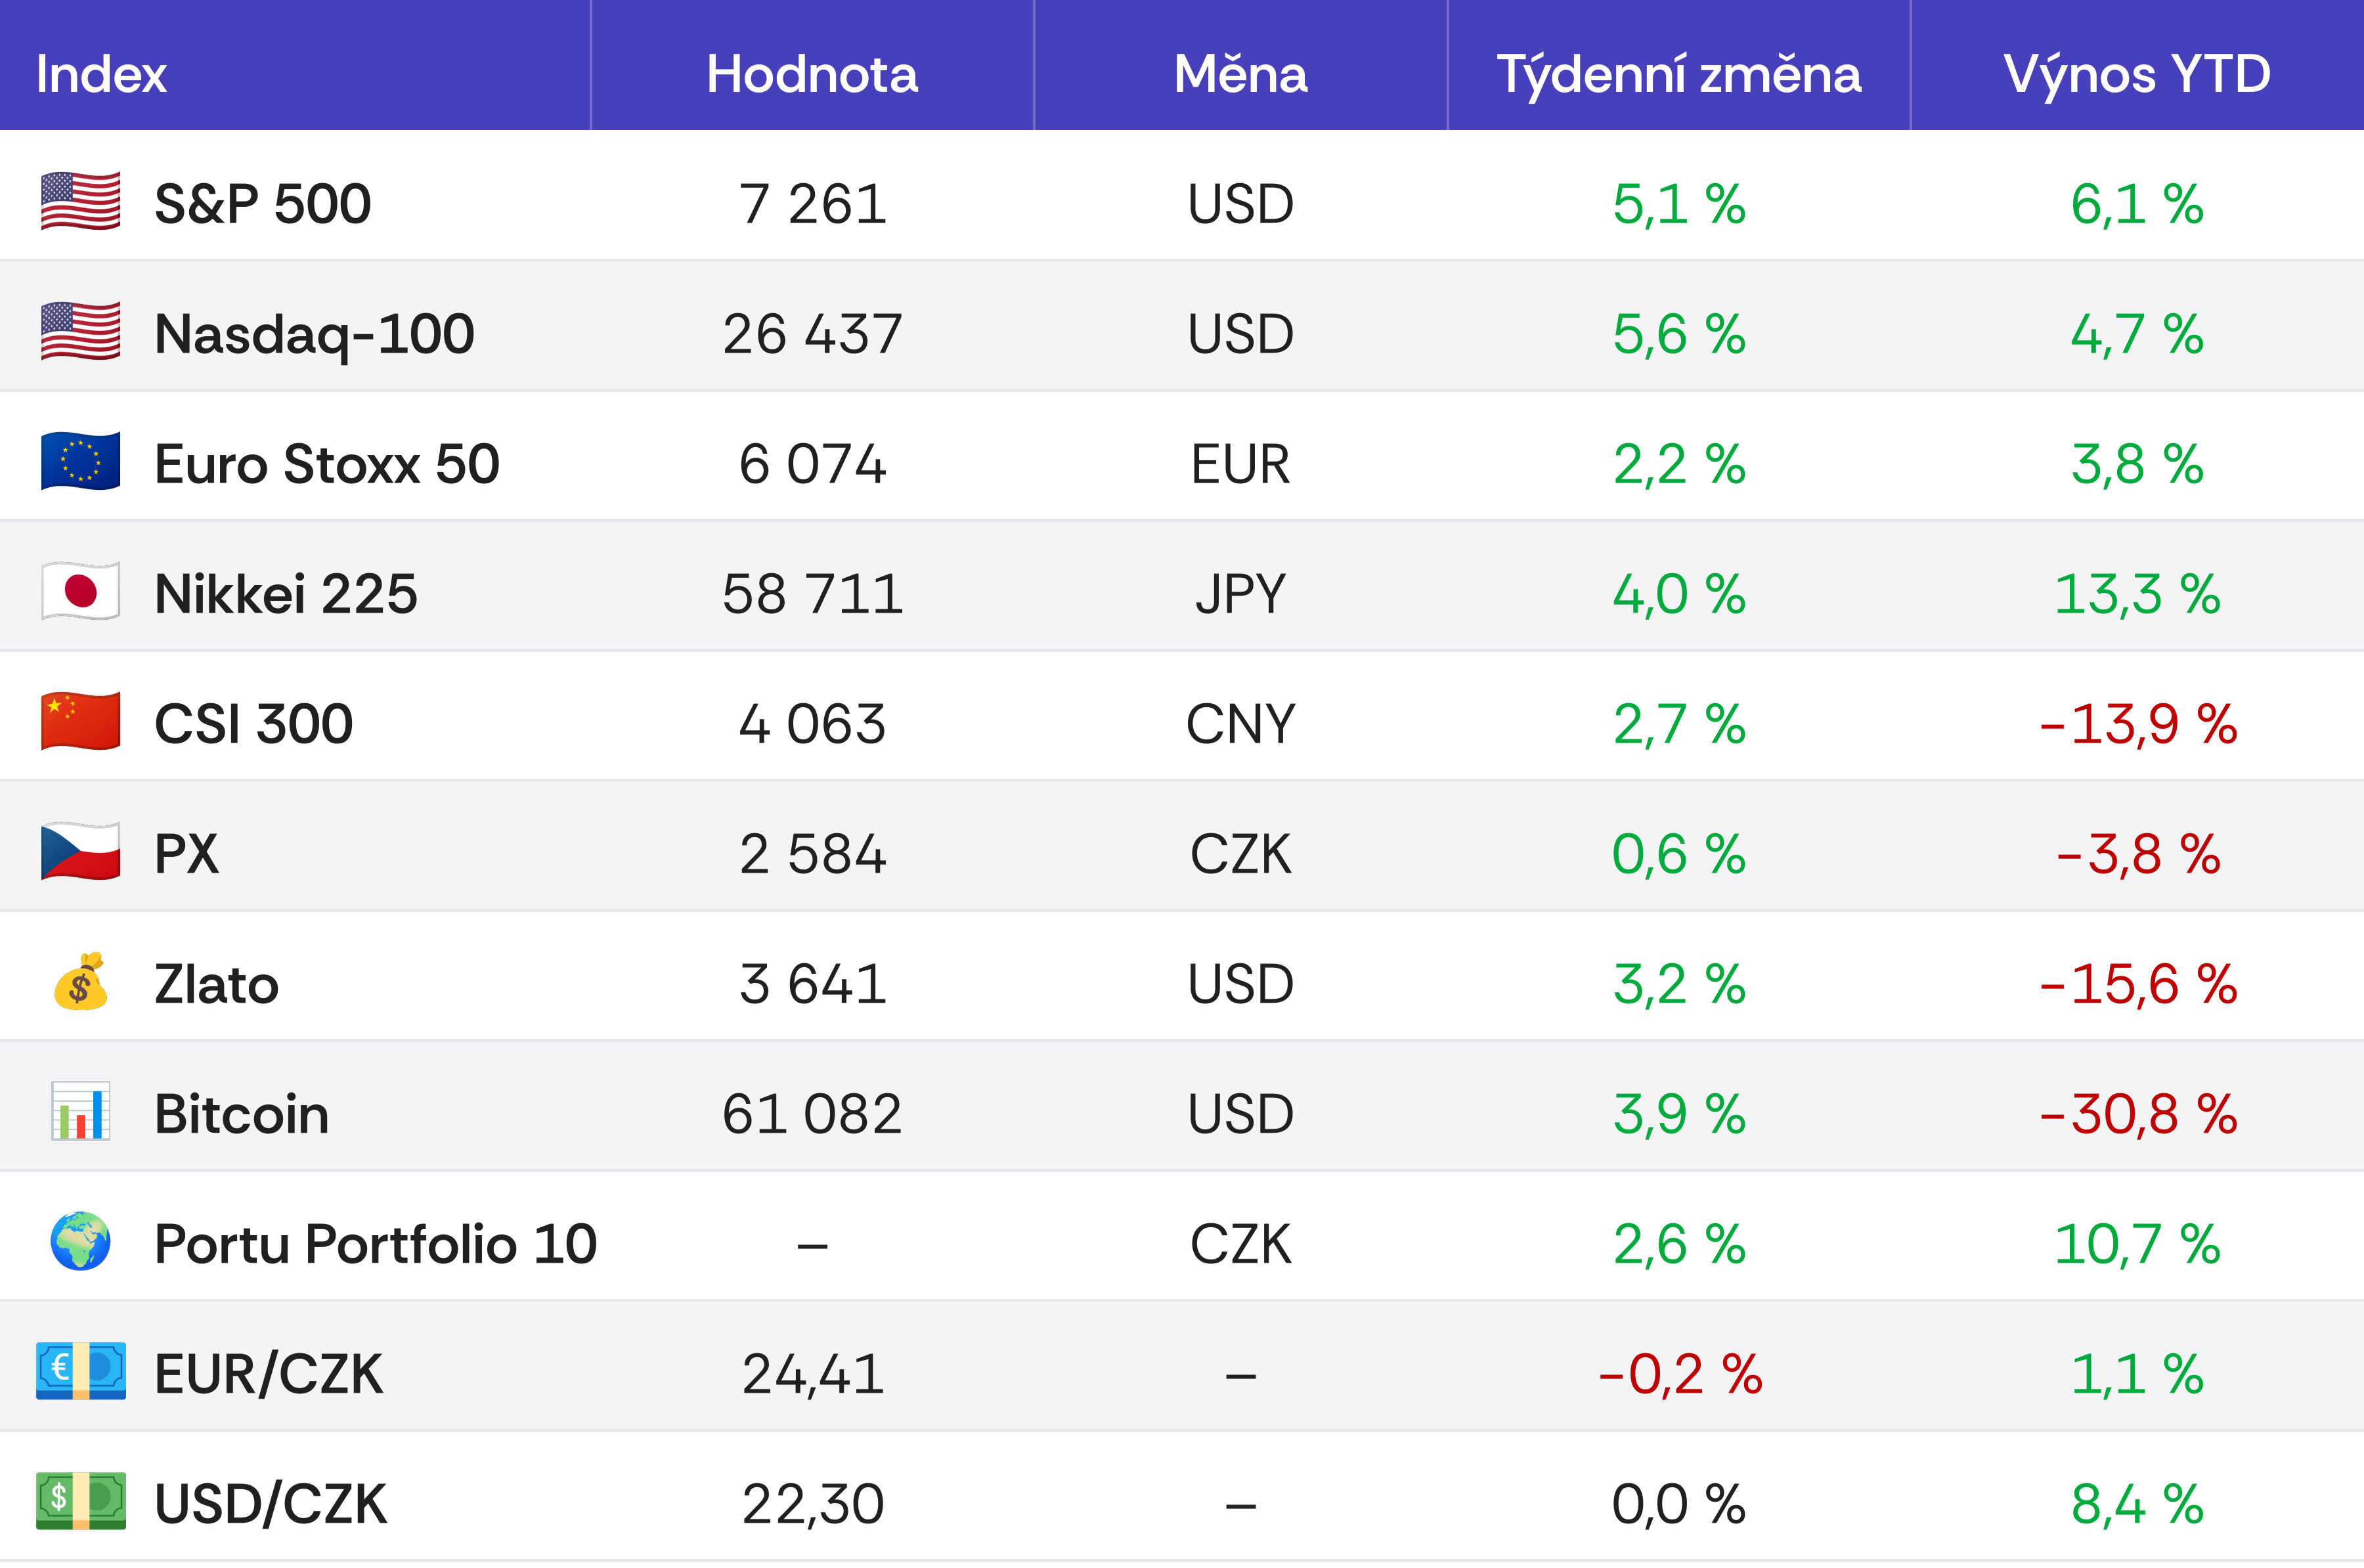 Index Hodnota Měna Týdenní změna Výnos YTD
S&P 500 7 261 USD 5,1 % 6,1 %
Nasdaq-100 26 437 USD 5,6 % 4,7 %
Euro Stoxx 50 6 074 EUR 2,2 % 3,8 %
Nikkei 225 58 711 JPY 4,0 % 13,3 %
CSI 300 4 063 CNY 2,7 % -13,9 %
PX 2 584 CZK 0,6 % -3,8 %
Zlato 3 641 USD 3,2 % -15,6 %
Bitcoin 61 082 USD 3,9 % -30,8 %
Portu Portfolio 10 – CZK 2,6 % 10,7 %
EUR/CZK 24,41 – -0,2 % 1,1 %
USD/CZK 22,30 – 0,0 % 8,4 %